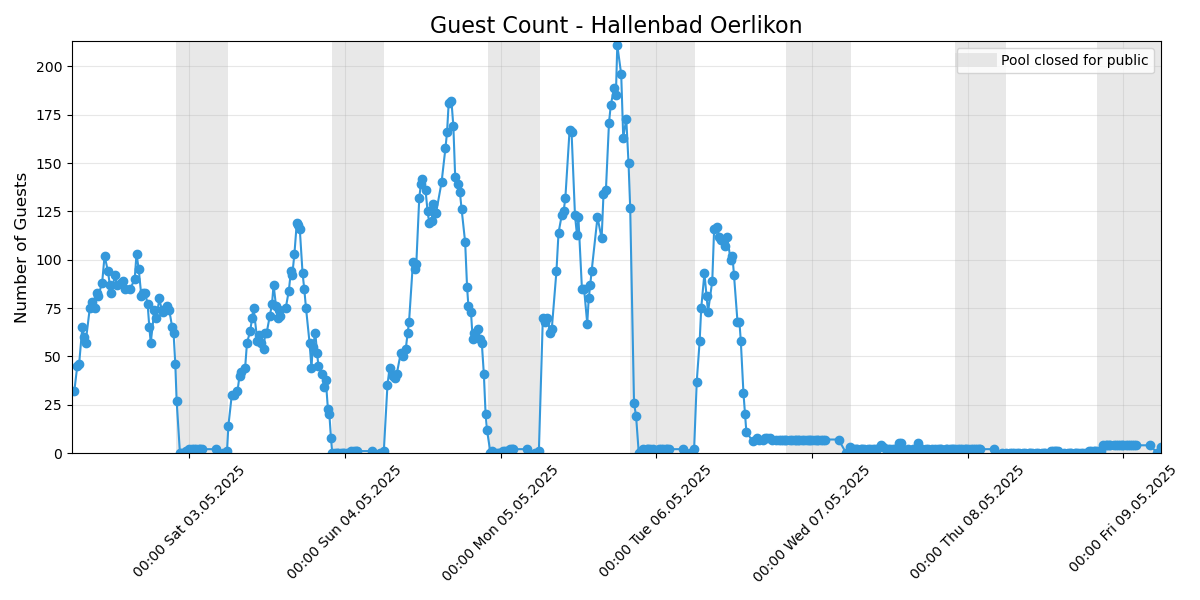 Guest Count - Hallenbad Oerlikon
Pool closed for public
Number of Guests
200
175
150
125
100
75
50
25
0
00:00 Sat 03.05.2025
00:00 Sun 04.05.2025
00:00 Mon 05.05.2025
00:00 Tue 06.05.2025
00:00 Wed 07.05.2025
00:00 Thu 08.05.2025
00:00 Fri 09.05.2025